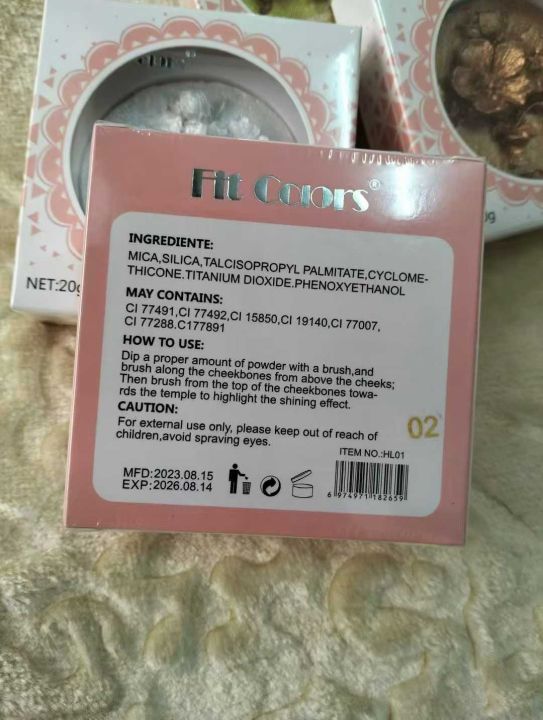 Fit Colors®
INGREDIENTE:
MICA,SILICA,TALCISOPROPYL PALMITATE,CYCLOME-
THICONE.TITANIUM DIOXIDE.PHENOXYETHANOL
MAY CONTAINS:
CI 77491,CI 77492,CI 15850,CI 19140,CI 77007,
CI 77288.C177891
HOW TO USE:
Dip a proper amount of powder with a brush,and
brush along the cheekbones from above the cheeks;
Then brush from the top of the cheekbones towa-
rds the temple to highlight the shining effect.
CAUTION:
For external use only, please keep out of reach of
children,avoid spraving eyes.
02
ITEM NO.:HL01
MFD:2023.08.15
EXP:2026.08.14
6 974971 182659
NET:20g